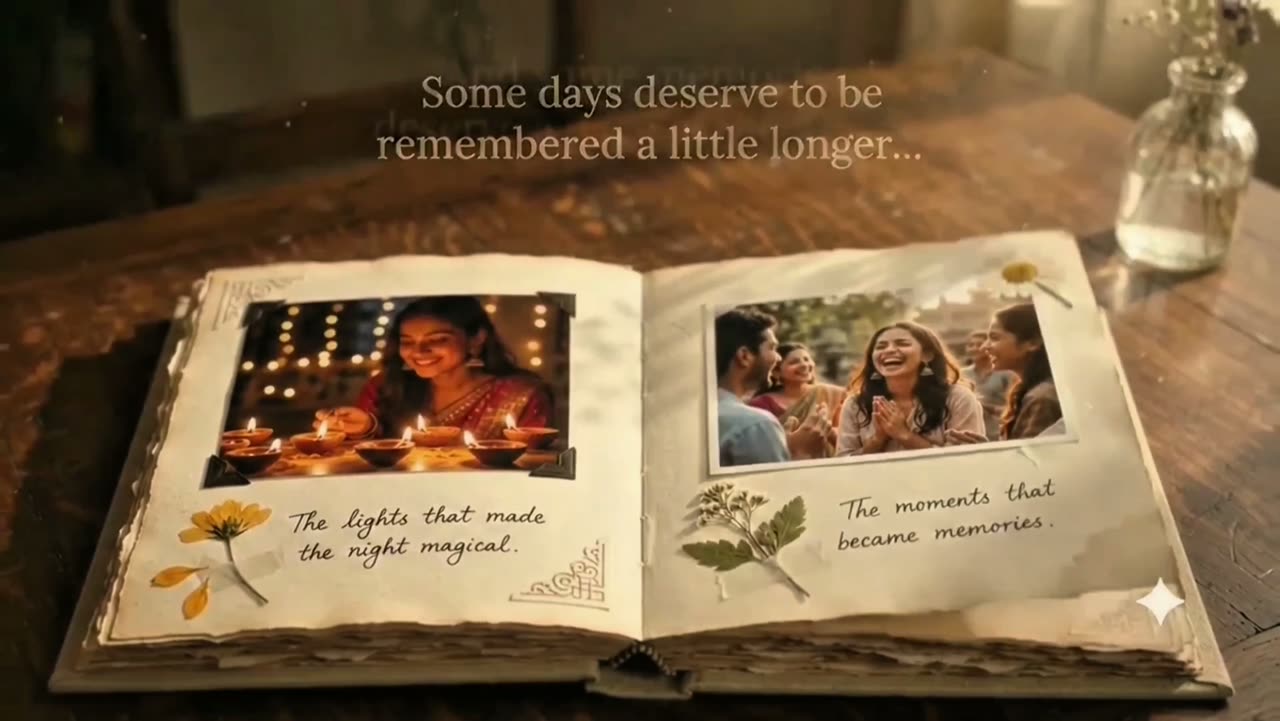 Some days deserve to be
remembered a little longer...
The lights that made
the night magical.
The moments that
became memories.